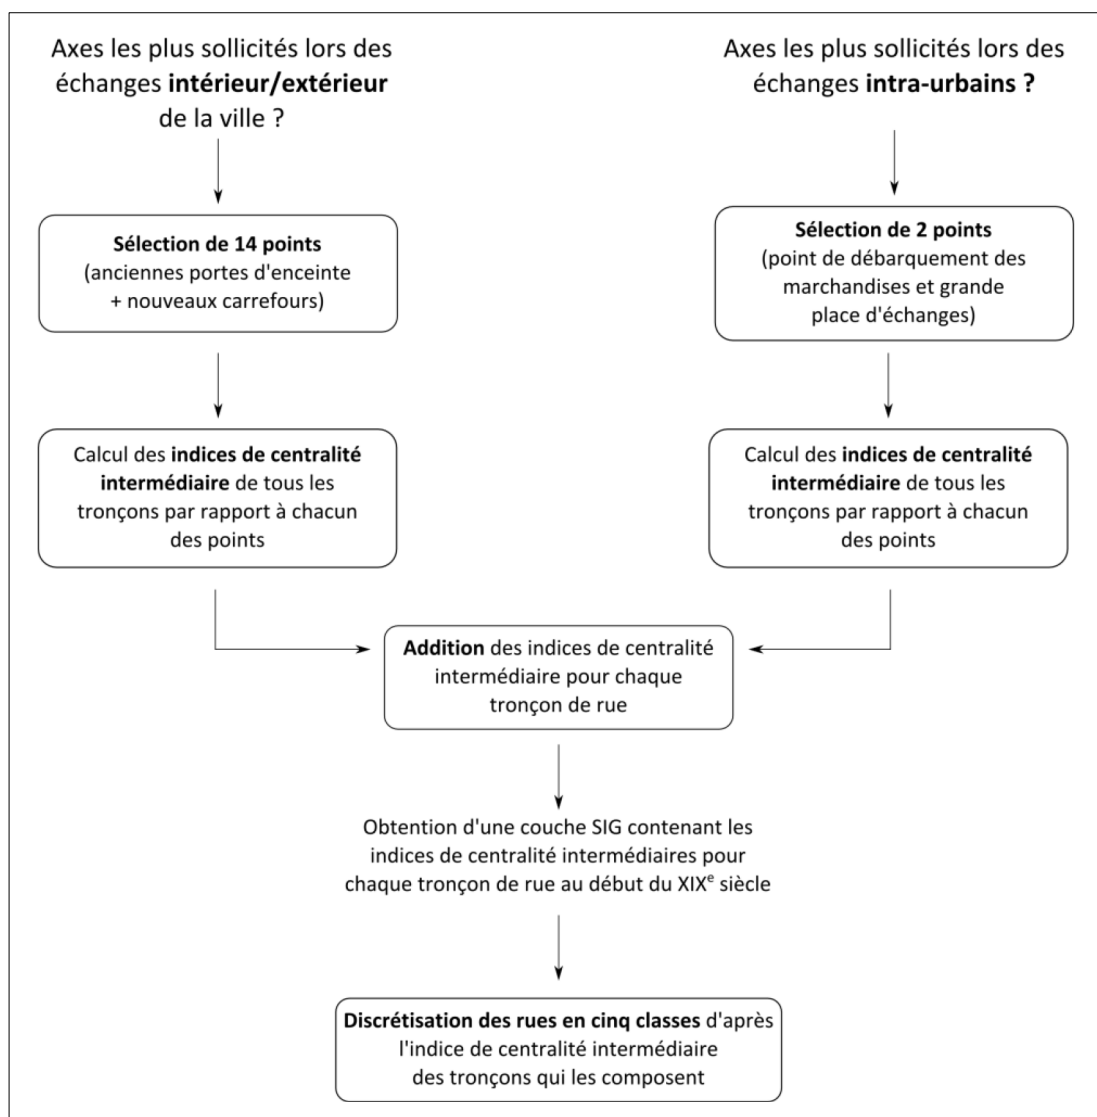 Axes les plus sollicités lors des
échanges intérieur/extérieur
de la ville ?
Axes les plus sollicités lors des
échanges intra-urbains ?
Sélection de 14 points
(anciennes portes d'enceinte
+ nouveaux carrefours)
Sélection de 2 points
(point de débarquement des
marchandises et grande
place d'échanges)
Calcul des indices de centralité
intermédiaire de tous les
tronçons par rapport à chacun
des points
Calcul des indices de centralité
intermédiaire de tous les
tronçons par rapport à chacun
des points
Addition des indices de centralité
intermédiaire pour chaque
tronçon de rue
Obtention d'une couche SIG contenant les
indices de centralité intermédiaires pour
chaque tronçon de rue au début du XIXe siècle
Discrétisation des rues en cinq classes d'après
l'indice de centralité intermédiaire
des tronçons qui les composent